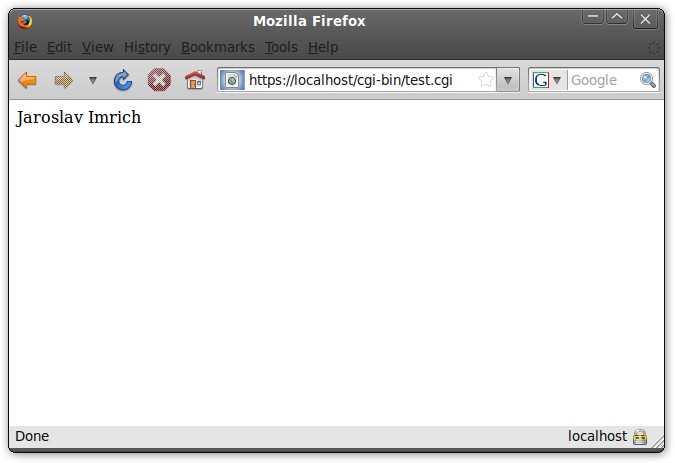 Mozilla Firefox
File Edit View History Bookmarks Tools Help
https://localhost/cgi-bin/test.cgi G Google
Jaroslav Imrich
Done localhost